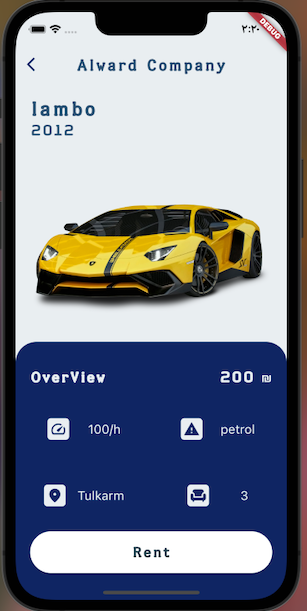 ٢:٢٠
DEBUG
Alward Company
lambo
2012
OverView
200 ₪
100/h
petrol
Tulkarm
3
Rent